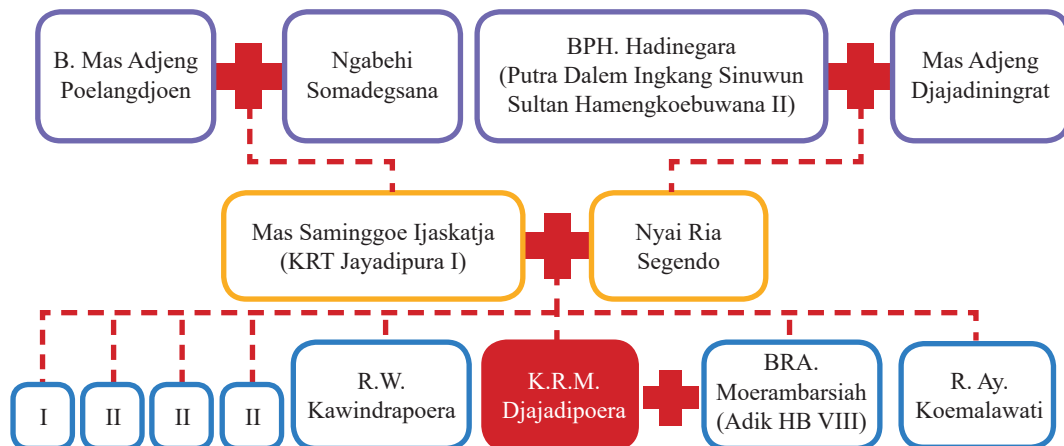 B. Mas Adjeng
Poelangdjoen
Ngabehi
Somadegsana
BPH. Hadinegara
(Putra Dalem Ingkang Sinuwun
Sultan Hamengkoebuwana II)
Mas Adjeng
Djajadiningrat
Mas Saminggoe Ijaskatja
(KRT Jayadipura I)
Nyai Ria
Segendo
I
II
II
II
R.W.
Kawindrapoera
K.R.M.
Djajadipoera
BRA.
Moerambarsiah
(Adik HB VIII)
R. Ay.
Koemalawati